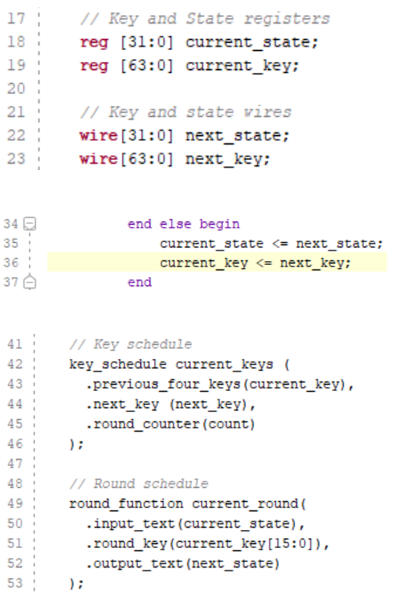 17 // Key and State registers
18 reg [31:0] current_state;
19 reg [63:0] current_key;
20
21 // Key and state wires
22 wire[31:0] next_state;
23 wire[63:0] next_key;
34 end else begin
35 current_state <= next_state;
36 current_key <= next_key;
37 end
41 // Key schedule
42 key_schedule current_keys (
43 .previous_four_keys(current_key),
44 .next_key (next_key),
45 .round_counter(count)
46 );
47
48 // Round schedule
49 round_function current_round(
50 .input_text(current_state),
51 .round_key(current_key[15:0]),
52 .output_text(next_state)
53 );